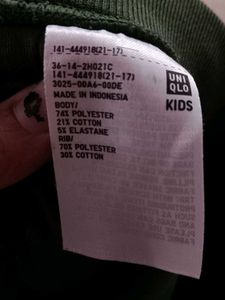 141-444918(21-17)
36-14-2H021C
141-444918(21-17)
3025-00A6-00DE
MADE IN INDONESIA
BODY/
74% POLYESTER
21% COTTON
5% ELASTANE
RIB/
70% POLYESTER
30% COTTON
UNI
QLO
KIDS